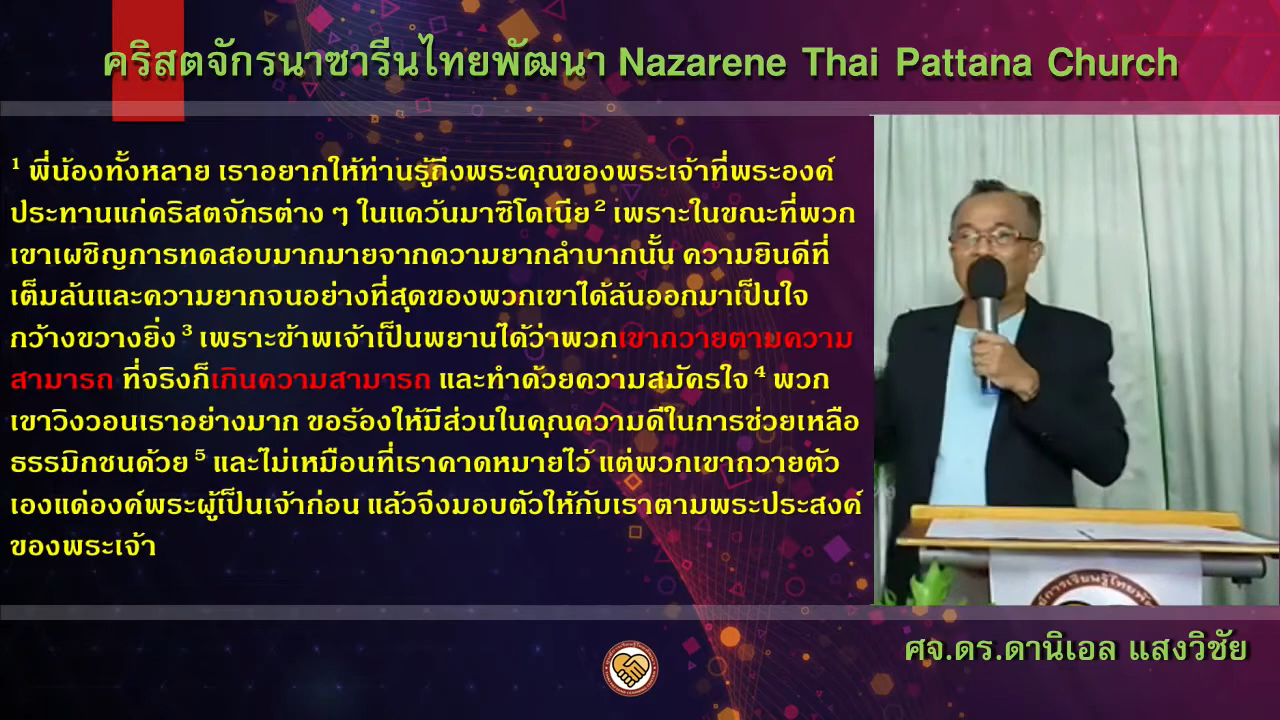 คริสตจักรนาซารีนไทยพัฒนา Nazarene Thai Pattana Church
¹ พี่น้องทั้งหลาย เราอยากให้ท่านรู้ถึงพระคุณของพระเจ้าที่พระองค์
ประทานแก่คริสตจักรต่าง ๆ ในแคว้นมาซิโดเนีย ² เพราะในขณะที่พวก
เขาเผชิญการทดสอบมากมายจากความยากลำบากนั้น ความยินดีที่
เต็มล้นและความยากจนอย่างที่สุดของพวกเขาได้ล้นออกมาเป็นใจ
กว้างขวางยิ่ง ³ เพราะข้าพเจ้าเป็นพยานได้ว่าพวกเขาถวายตามความ
สามารถ ที่จริงก็เกินความสามารถ และทำด้วยความสมัครใจ ⁴ พวก
เขาวิงวอนเราอย่างมาก ขอร้องให้มีส่วนในคุณความดีในการช่วยเหลือ
ธรรมิกชนด้วย ⁵ และไม่เหมือนที่เราคาดหมายไว้ แต่พวกเขาถวายตัว
เองแด่องค์พระผู้เป็นเจ้าก่อน แล้วจึงมอบตัวให้กับเราตามพระประสงค์
ของพระเจ้า
การเรียนรู้ไทยพั
ศจ.ดร.ดานิเอล แสงวิชัย